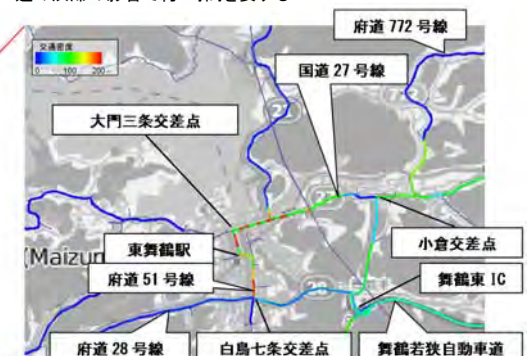 府道 772 号線
交通密度
0 100 200
国道 27 号線
大門三条交差点
27
(Maizuru
東舞鶴駅
小倉交差点
府道 51 号線
舞鶴東 IC
府道 28 号線
白鳥七条交差点
舞鶴若狭自動車道